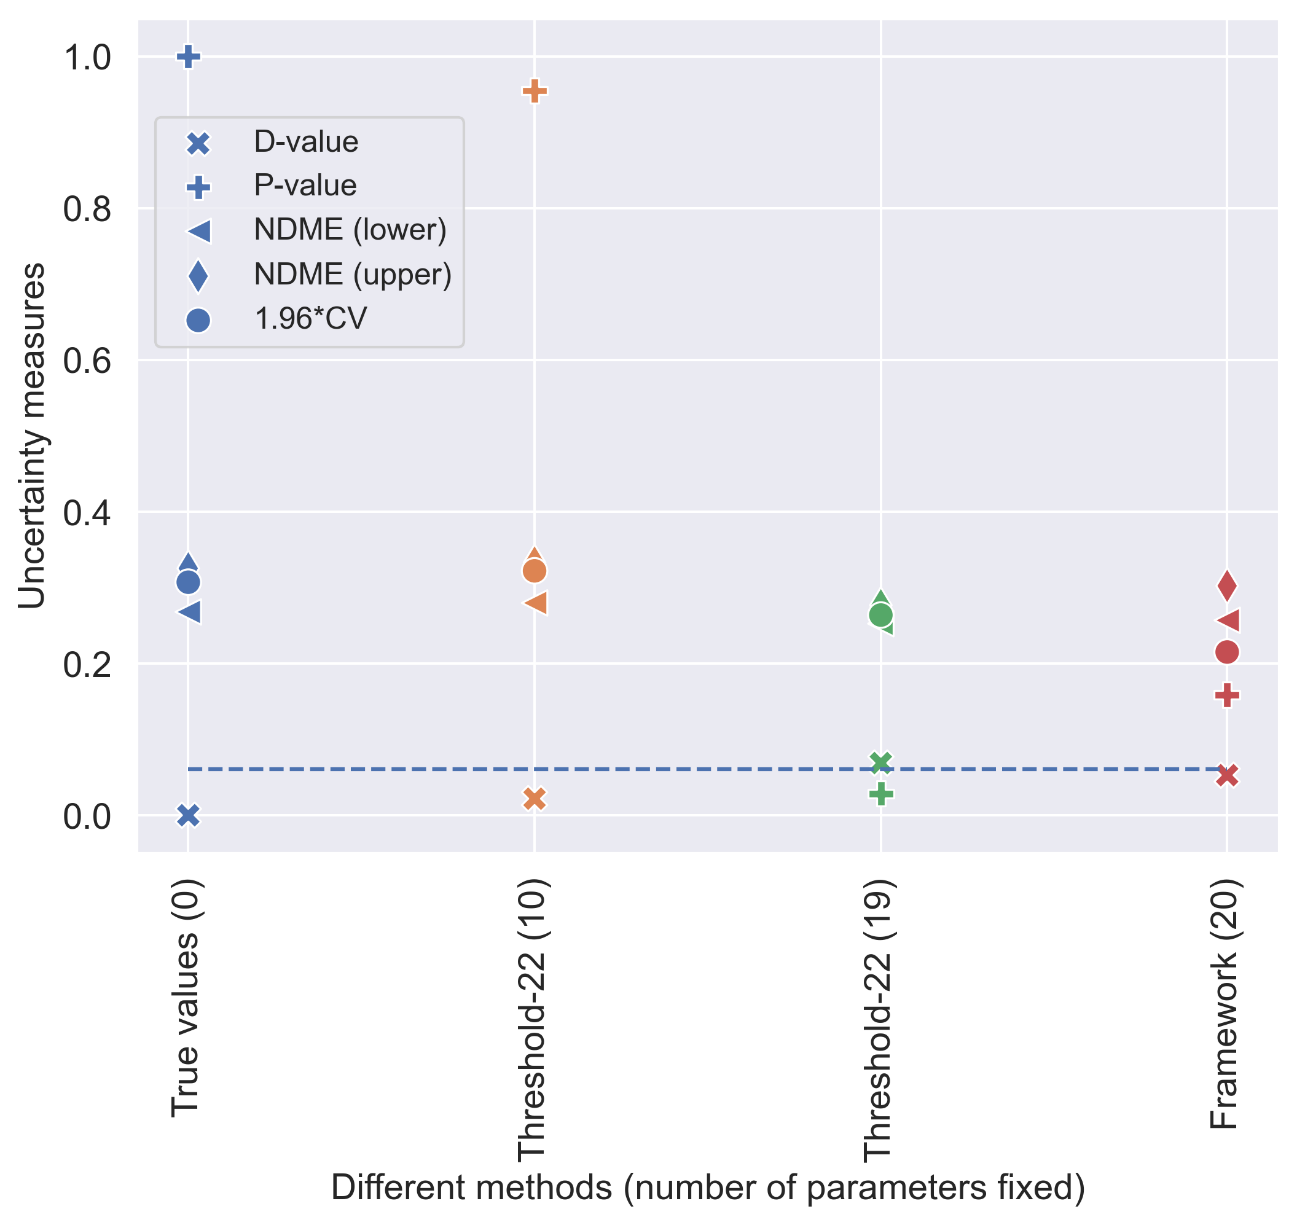 1.0
0.8
0.6
0.4
0.2
0.0
Uncertainty measures
D-value
P-value
NDME (lower)
NDME (upper)
1.96*CV
True values (0)
Threshold-22 (10)
Threshold-22 (19)
Framework (20)
Different methods (number of parameters fixed)